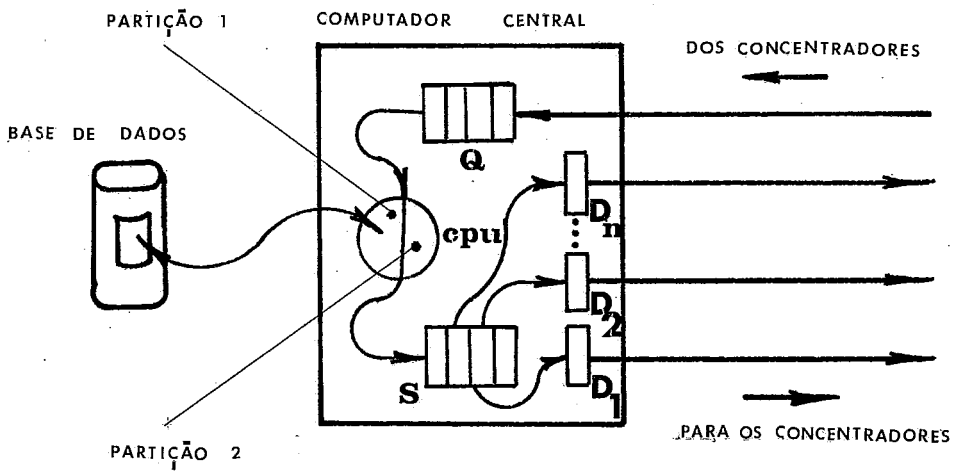 PARTIÇÃO 1
COMPUTADOR CENTRAL
DOS CONCENTRADORES
BASE DE DADOS
Q
cpu
Dn
D2
S
D1
PARA OS CONCENTRADORES
PARTIÇÃO 2